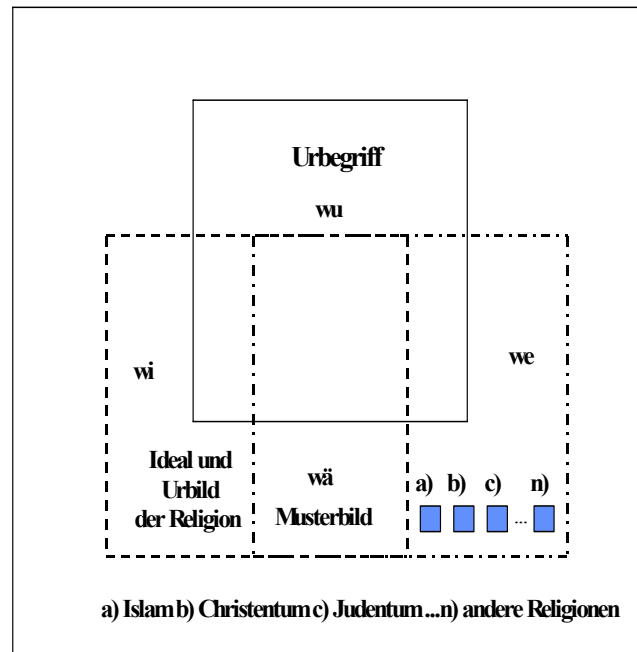 Urbegriff
wu
wi
we
Ideal und
Urbild
der Religion
wä
Musterbild
a) b) c) n)
...
a) Islam b) Christentum c) Judentum ...n) andere Religionen